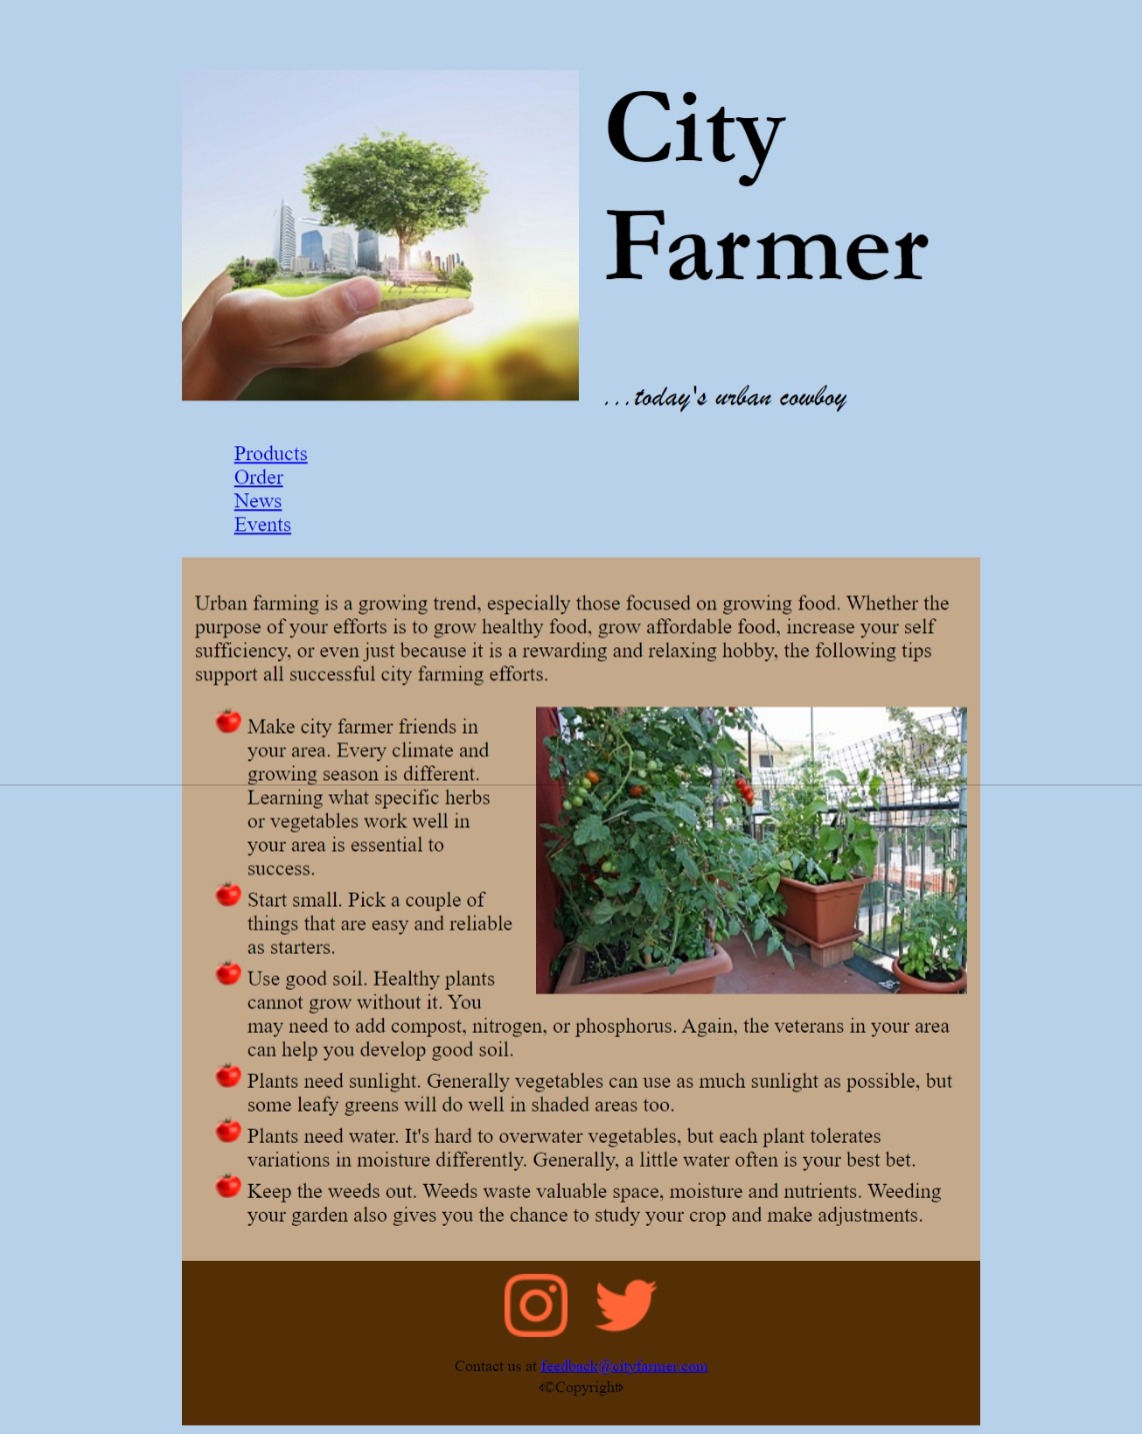 City
Farmer
...today's urban cowboy
Products
Order
News
Events
Urban farming is a growing trend, especially those focused on growing food. Whether the
purpose of your efforts is to grow healthy food, grow affordable food, increase your self
sufficiency, or even just because it is a rewarding and relaxing hobby, the following tips
support all successful city farming efforts.
Make city farmer friends in
your area. Every climate and
growing season is different.
Learning what specific herbs
or vegetables work well in
your area is essential to
success.
Start small. Pick a couple of
things that are easy and reliable
as starters.
Use good soil. Healthy plants
cannot grow without it. You
may need to add compost, nitrogen, or phosphorus. Again, the veterans in your area
can help you develop good soil.
Plants need sunlight. Generally vegetables can use as much sunlight as possible, but
some leafy greens will do well in shaded areas too.
Plants need water. It's hard to overwater vegetables, but each plant tolerates
variations in moisture differently. Generally, a little water often is your best bet.
Keep the weeds out. Weeds waste valuable space, moisture and nutrients. Weeding
your garden also gives you the chance to study your crop and make adjustments.
Contact us at feedback@cityfarmer.com
<©Copyright>